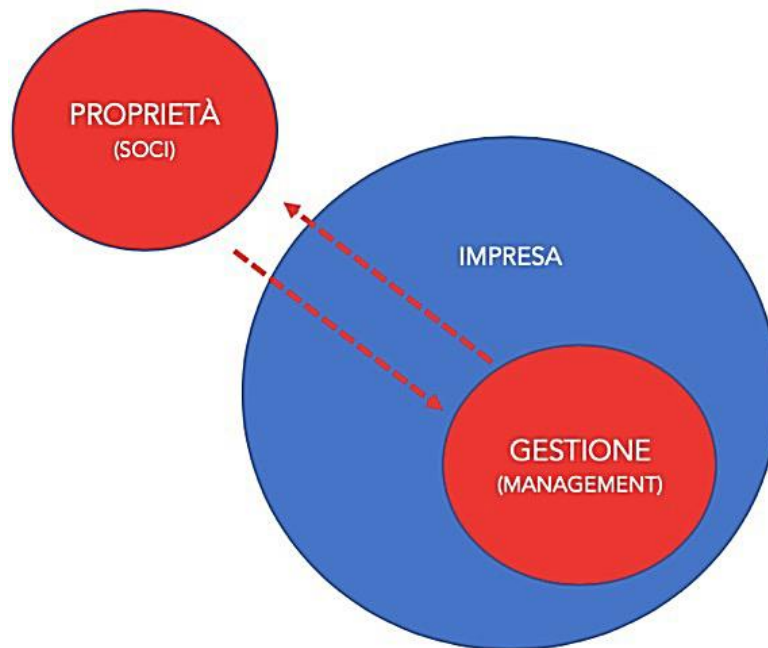 PROPRIETÀ
(SOCI)
IMPRESA
GESTIONE
(MANAGEMENT)